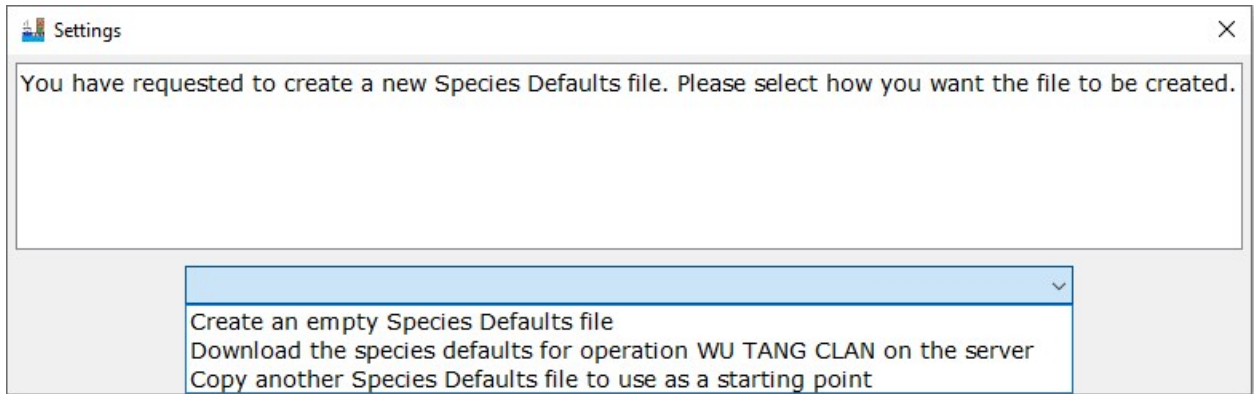 Settings
You have requested to create a new Species Defaults file. Please select how you want the file to be created.
Create an empty Species Defaults file
Download the species defaults for operation WU TANG CLAN on the server
Copy another Species Defaults file to use as a starting point